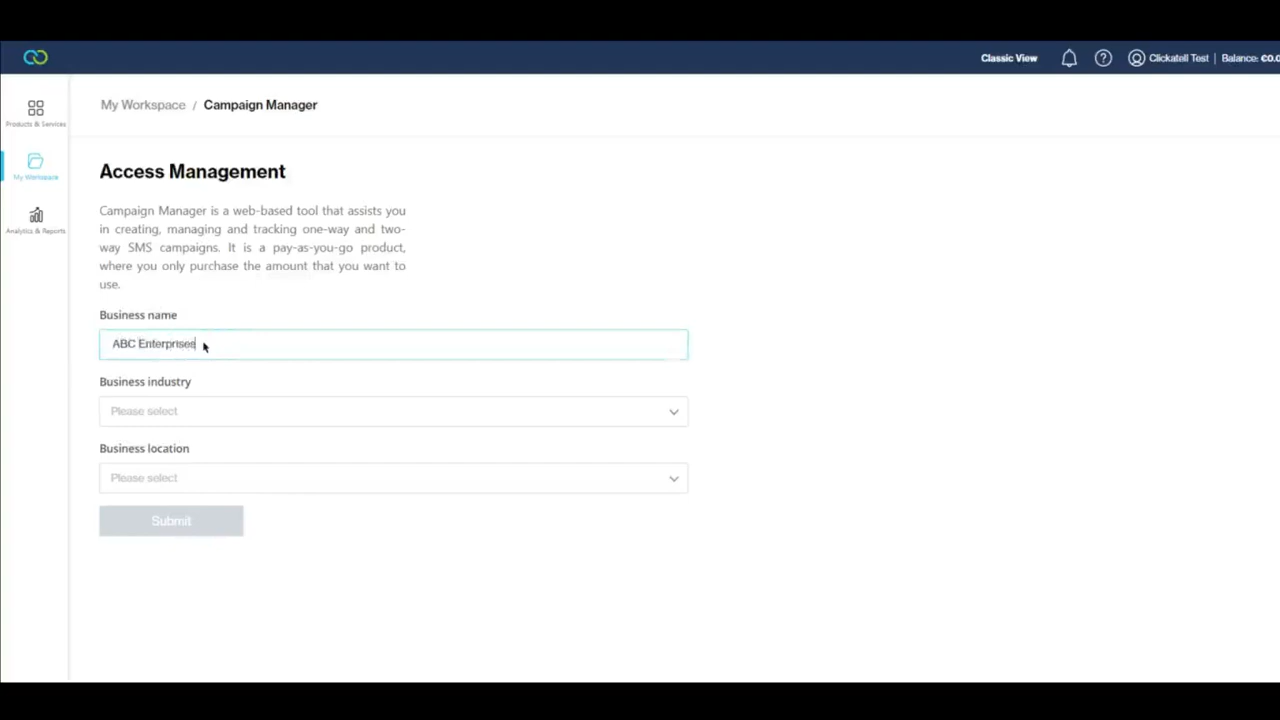 Classic View
Clickatell Test | Balance: €0.0
Products & Services
My Workspace
Analytics & Reports
My Workspace / Campaign Manager
Access Management
Campaign Manager is a web-based tool that assists you
in creating, managing and tracking one-way and two-
way SMS campaigns. It is a pay-as-you-go product,
where you only purchase the amount that you want to
use.
Business name
ABC Enterprises
Business industry
Please select
Business location
Please select
Submit